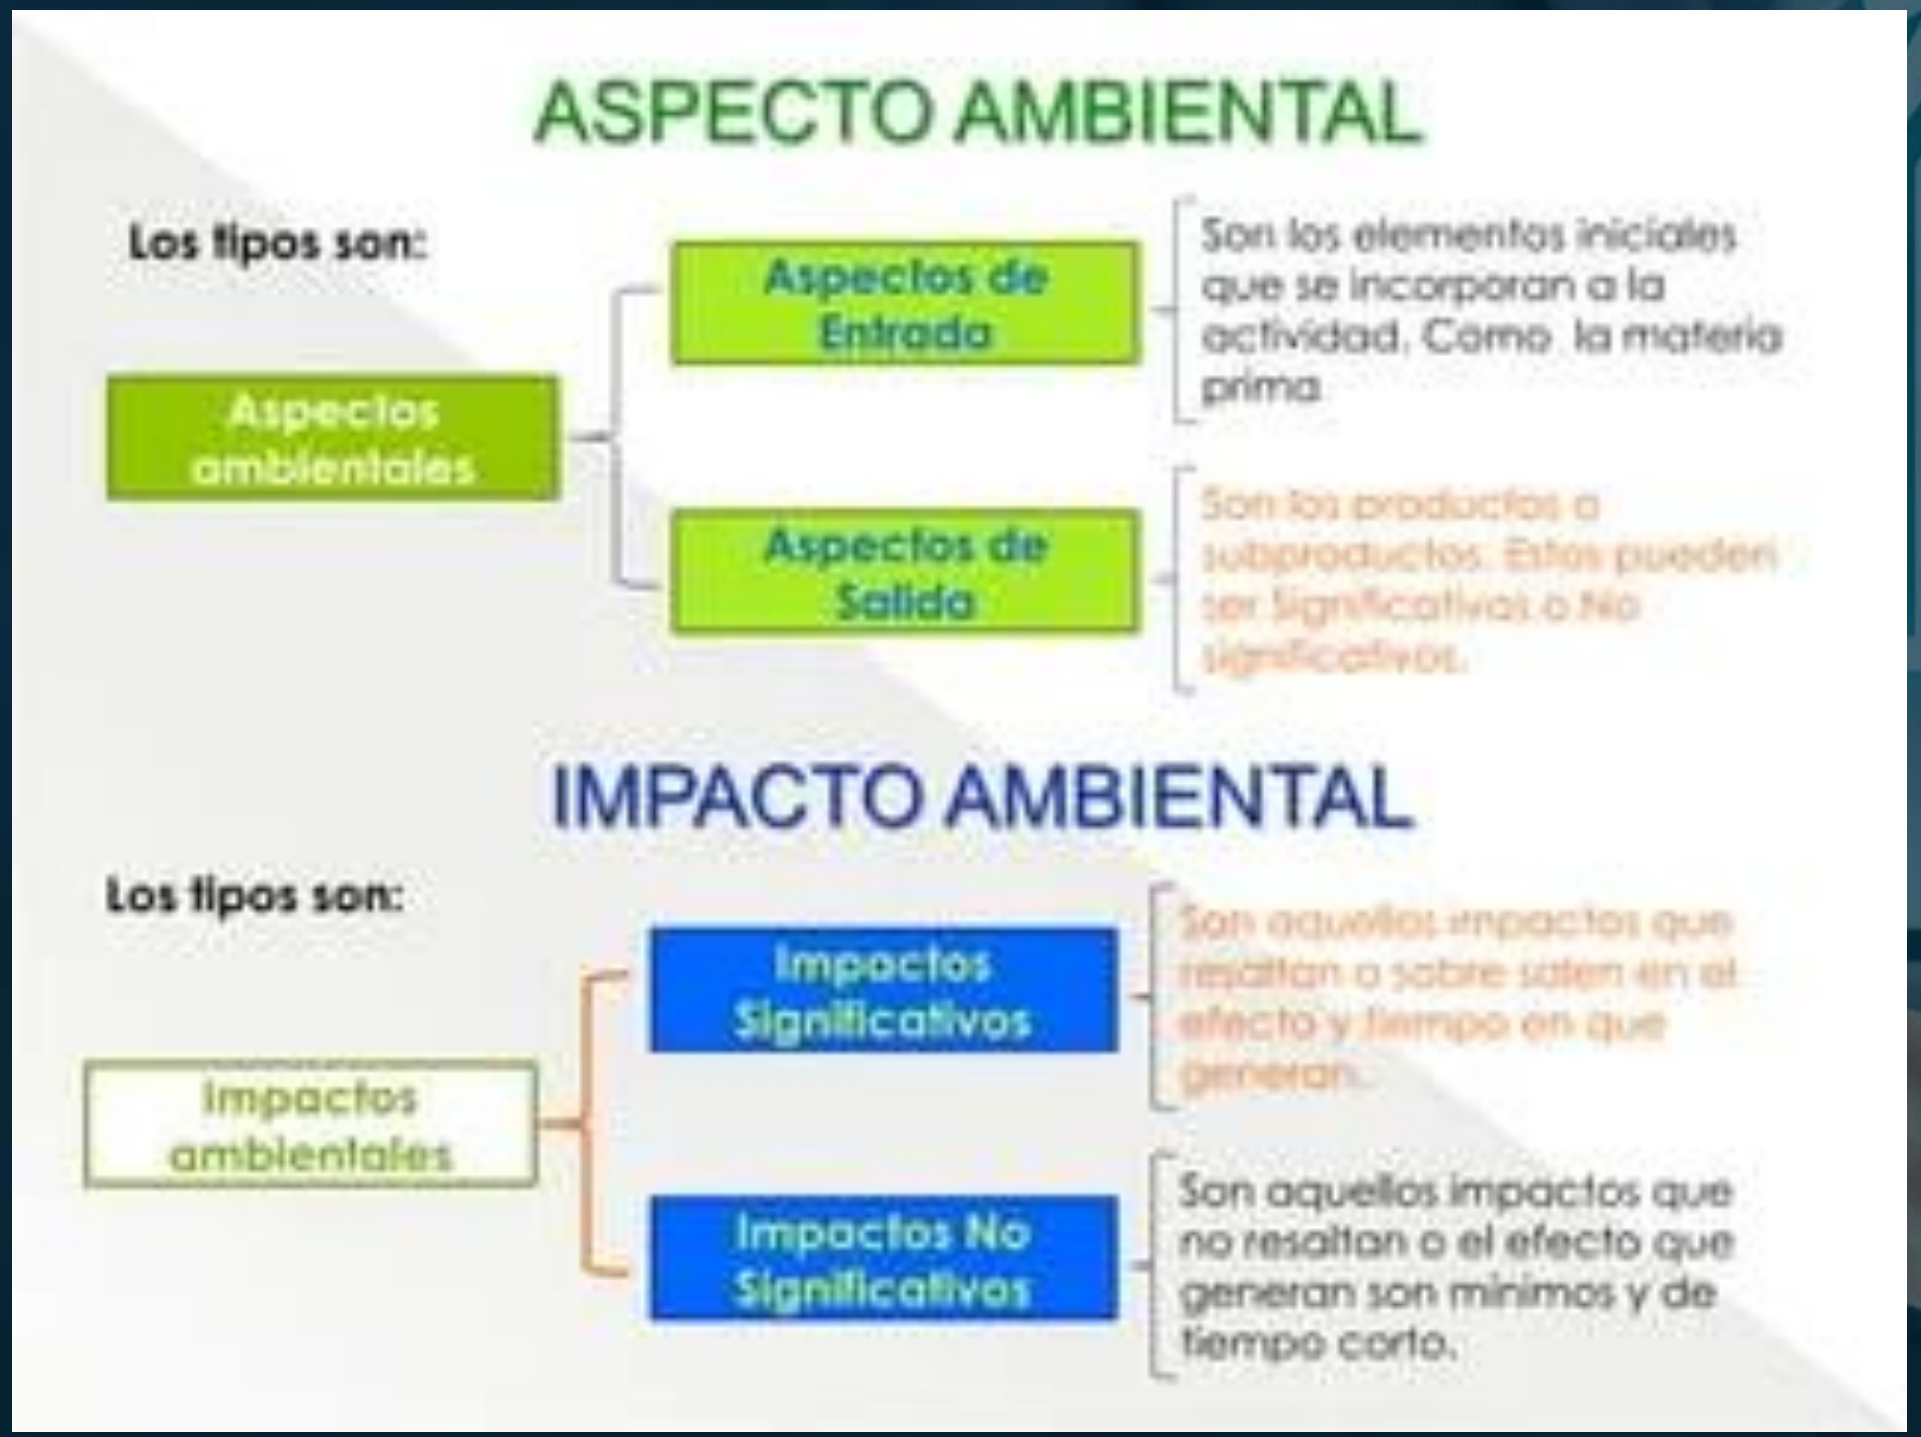 ASPECTO AMBIENTAL
Los tipos son:
Aspectos
ambientales
Aspectos de
Entrada
Son los elementos iniciales
que se incorporan a la
actividad. Como la materia
prima
Aspectos de
Salida
Son los productos o
subproductos. Estos pueden
ser Significativos o No
significativos.
IMPACTO AMBIENTAL
Los tipos son:
Impactos
ambientales
Impactos
Significativos
Son aquellos impactos que
resaltan o sobre salen en el
efecto y tiempo en que
generan.
Impactos No
Significativos
Son aquellos impactos que
no resaltan o el efecto que
generan son minimos y de
tiempo corto.